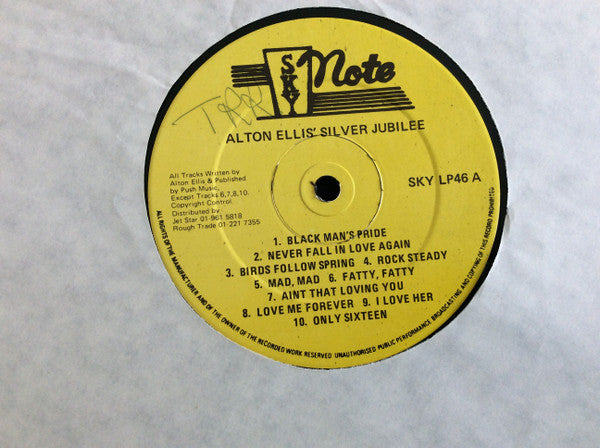 SKY Note
TRR
ALTON ELLIS' SILVER JUBILEE
All Tracks Written by
Alton Ellis & Published
by Push Music,
Except Tracks 6,7,8,10.
Copyright Control.
Distributed by
Jet Star 01-961 5818
Rough Trade 01-221 7355
SKY LP46 A
1. BLACK MAN'S PRIDE
2. NEVER FALL IN LOVE AGAIN
3. BIRDS FOLLOW SPRING 4. ROCK STEADY
5. MAD, MAD 6. FATTY, FATTY
7. AINT THAT LOVING YOU
8. LOVE ME FOREVER 9. I LOVE HER
10. ONLY SIXTEEN
ALL RIGHTS OF THE MANUFACTURER AND OF THE OWNER OF THE RECORDED WORK RESERVED UNAUTHORISED PUBLIC PERFORMANCE BROADCASTING AND COPYING OF THIS RECORD PROHIBITED